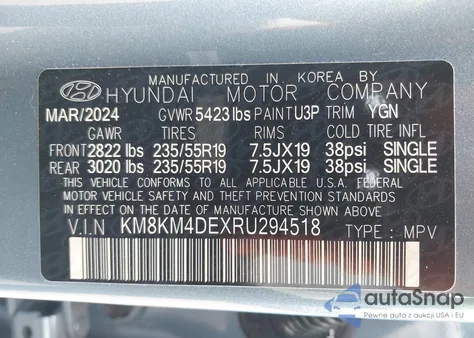 MANUFACTURED IN KOREA BY
HYUNDAI MOTOR COMPANY
MAR/2024 GVWR 5423 lbs PAINT U3P TRIM YGN
GAWR TIRES RIMS COLD TIRE INFL
FRONT 2822 lbs 235/55R19 7.5JX19 38psi SINGLE
REAR 3020 lbs 235/55R19 7.5JX19 38psi SINGLE
THIS VEHICLE CONFORMS TO ALL APPLICABLE U.S.A. FEDERAL
MOTOR VEHICLE SAFETY, BUMPER, AND THEFT PREVENTION
STANDARDS IN EFFECT ON THE DATE OF MANUFACTURE SHOWN ABOVE.
V.I.N KM8KM4DEXRU294518 TYPE : MPV
autoSnap
Pewne auta z aukcji USA i EU